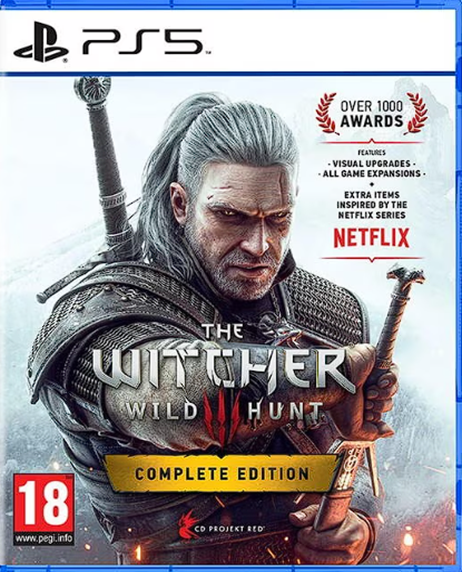 PS5
OVER 1000
AWARDS
FEATURES
· VISUAL UPGRADES ·
· ALL GAME EXPANSIONS ·
+
EXTRA ITEMS
INSPIRED BY THE
NETFLIX SERIES
NETFLIX
THE
WITCHER
WILD III HUNT
COMPLETE EDITION
CD PROJEKT RED®
18
www.pegi.info